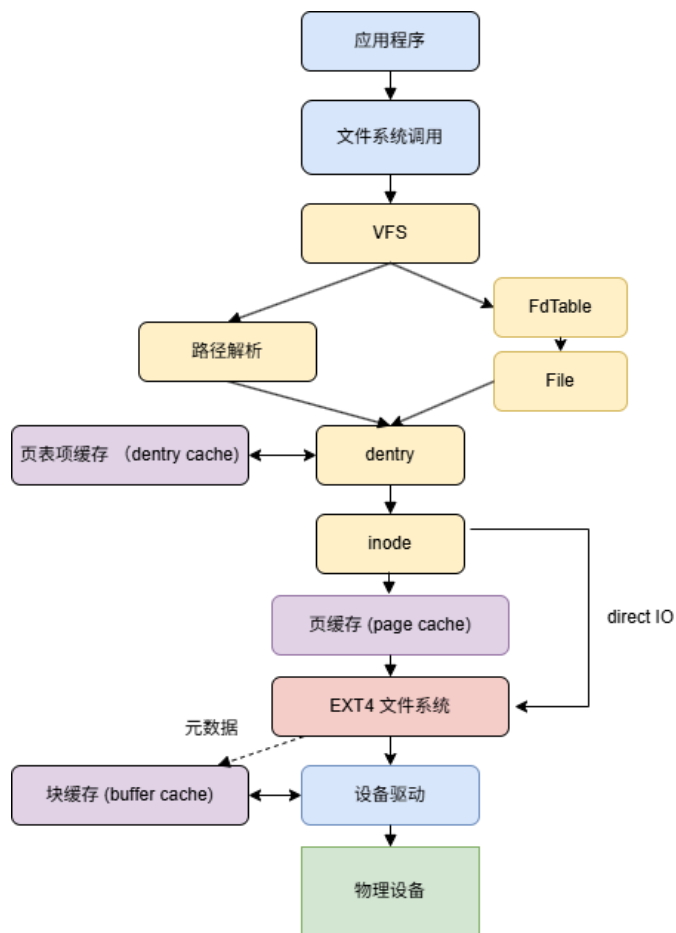 应用程序
文件系统调用
VFS
FdTable
路径解析
File
页表项缓存 （dentry cache)
dentry
inode
direct IO
页缓存 (page cache)
EXT4 文件系统
元数据
块缓存 (buffer cache)
设备驱动
物理设备